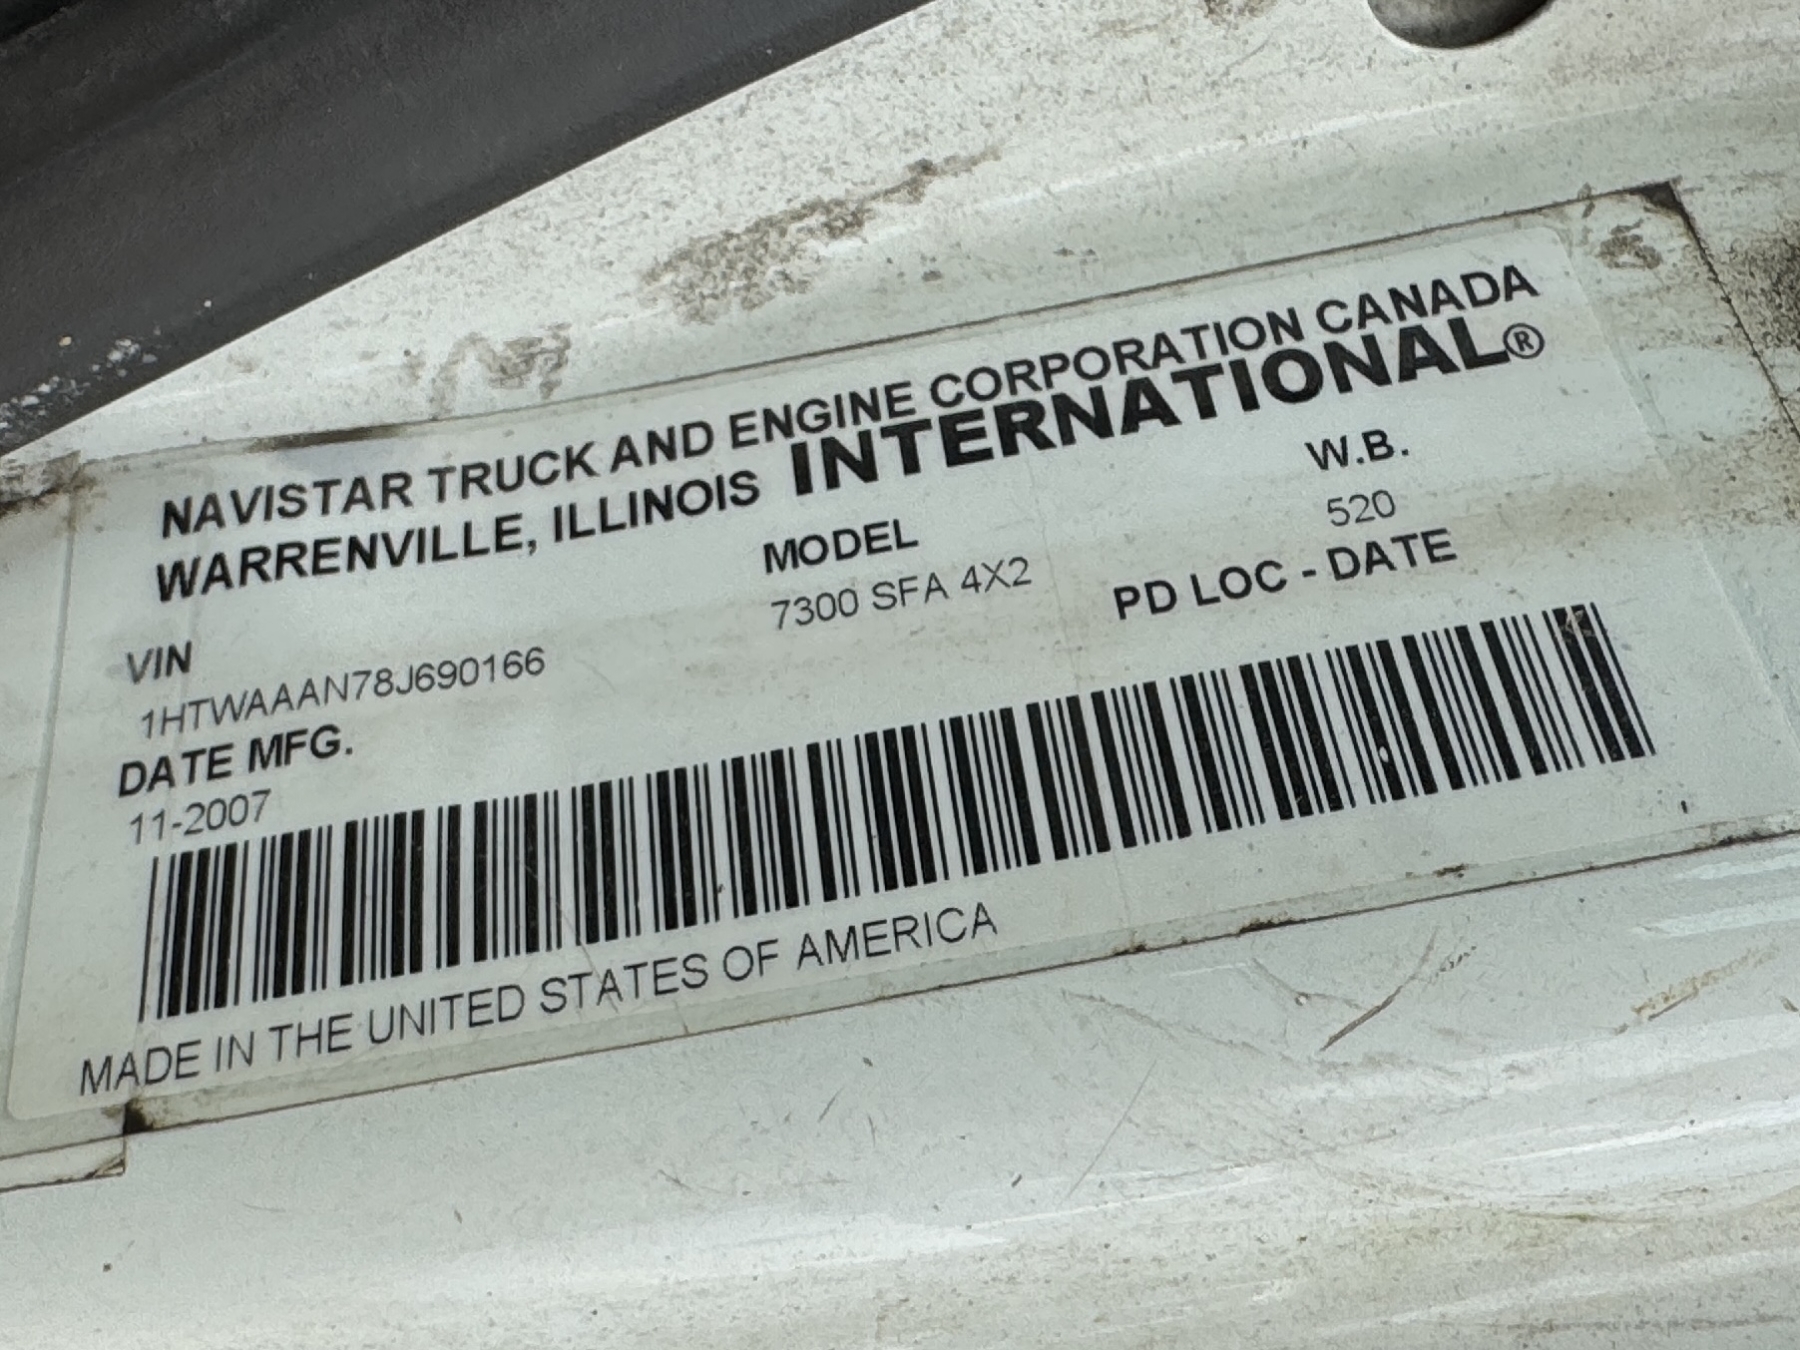 NAVISTAR TRUCK AND ENGINE CORPORATION CANADA
WARRENVILLE, ILLINOIS INTERNATIONAL®
VIN
1HTWAAAN78J690166
MODEL
7300 SFA 4X2
W.B.
520
DATE MFG.
11-2007
PD LOC - DATE
MADE IN THE UNITED STATES OF AMERICA